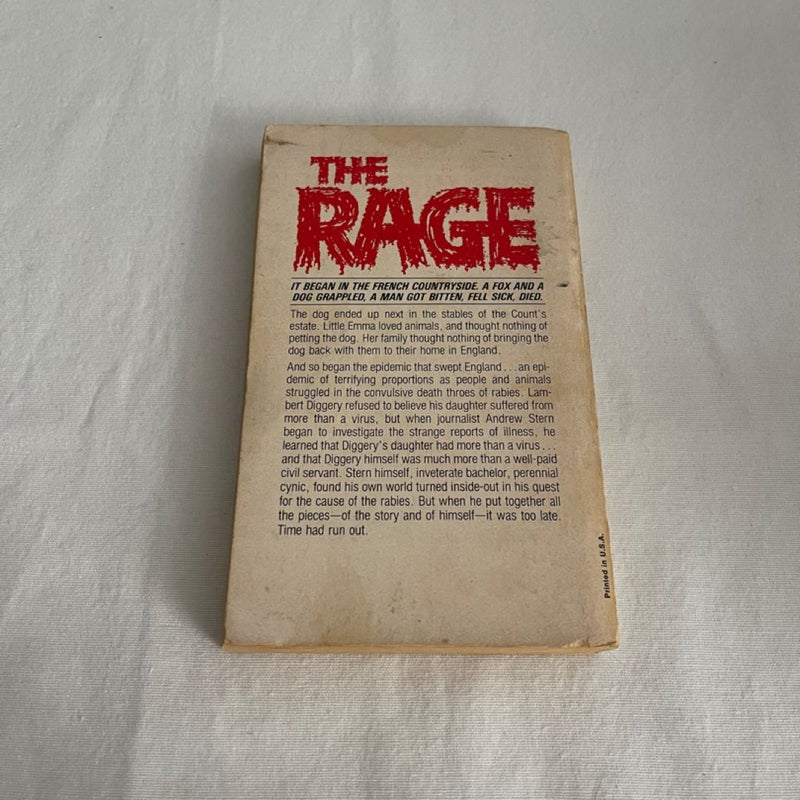 THE
RAGE
IT BEGAN IN THE FRENCH COUNTRYSIDE. A FOX AND A
DOG GRAPPLED, A MAN GOT BITTEN, FELL SICK, DIED.
The dog ended up next in the stables of the Count's
estate. Little Emma loved animals, and thought nothing of
petting the dog. Her family thought nothing of bringing the
dog back with them to their home in England.
And so began the epidemic that swept England...an epi-
demic of terrifying proportions as people and animals
struggled in the convulsive death throes of rabies. Lam-
bert Diggery refused to believe his daughter suffered from
more than a virus, but when journalist Andrew Stern
began to investigate the strange reports of illness, he
learned that Diggery's daughter had more than a virus...
and that Diggery himself was much more than a well-paid
civil servant. Stern himself, inveterate bachelor, perennial
cynic, found his own world turned inside-out in his quest
for the cause of the rabies. But when he put together all
the pieces—of the story and of himself—it was too late.
Time had run out.
Printed in U.S.A.